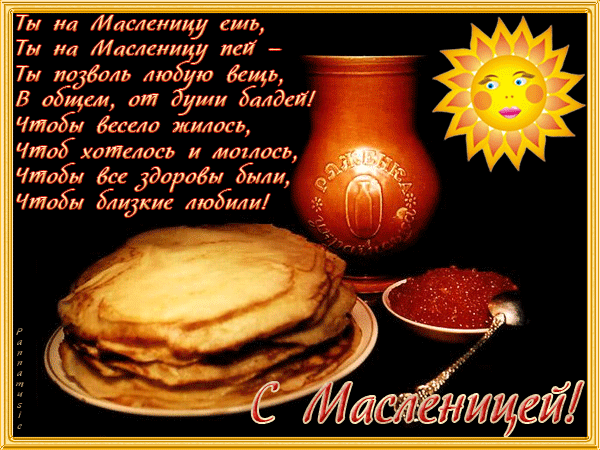 Ты на Масленицу ешь,
Ты на Масленицу пей –
Ты позволь любую вещь,
В общем, от души балдей!
Чтобы весело жилось,
Чтоб хотелось и моглось,
Чтобы все здоровы были,
Чтобы близкие любили!
РЯЖЕНКА
Pannamusic
С Масленицей!